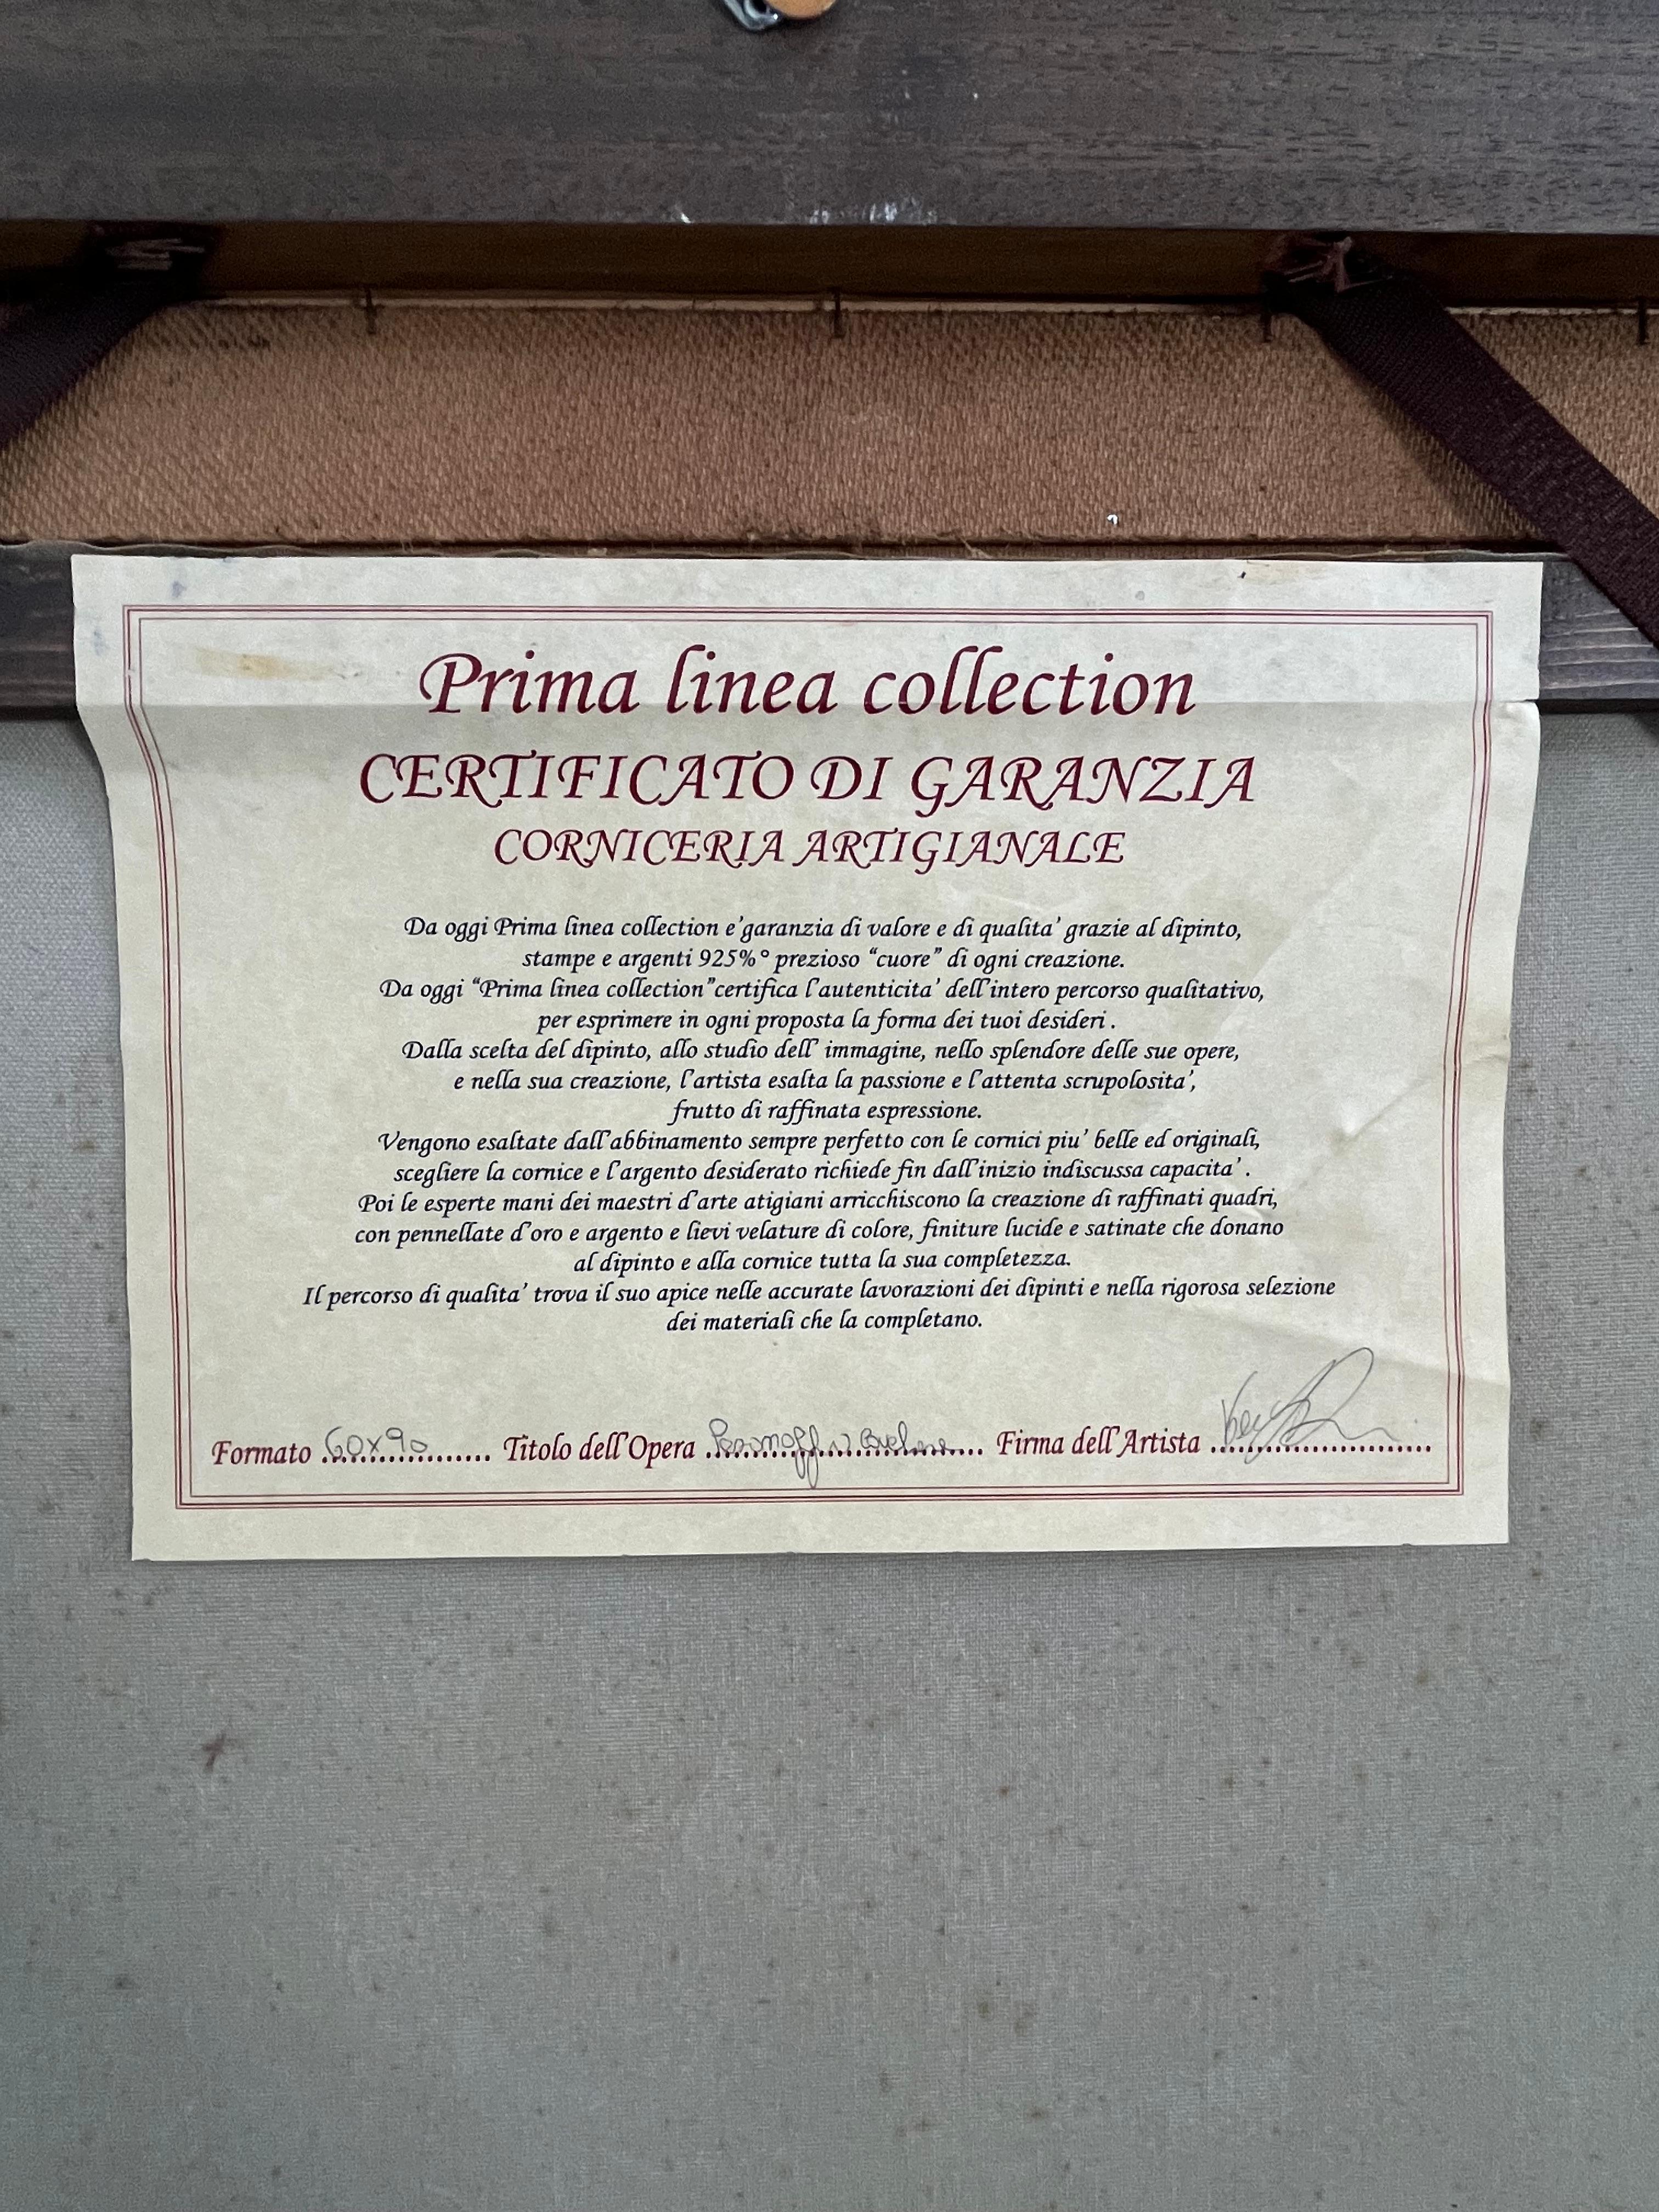 Prima linea collection
CERTIFICATO DI GARANZIA
CORNICERIA ARTIGIANALE
Da oggi Prima linea collection e'garanzia di valore e di qualita' grazie al dipinto,
stampe e argenti 925%° prezioso “cuore” di ogni creazione.
Da oggi “Prima linea collection”certifica l'autenticita' dell'intero percorso qualitativo,
per esprimere in ogni proposta la forma dei tuoi desideri .
Dalla scelta del dipinto, allo studio dell' immagine, nello splendore delle sue opere,
e nella sua creazione, l'artista esalta la passione e l'attenta scrupolosita',
frutto di raffinata espressione.
Vengono esaltate dall'abbinamento sempre perfetto con le cornici piu' belle ed originali,
scegliere la cornice e l'argento desiderato richiede fin dall'inizio indiscussa capacita' .
Poi le esperte mani dei maestri d'arte atigiani arricchiscono la creazione di raffinati quadri,
con pennellate d'oro e argento e lievi velature di colore, finiture lucide e satinate che donano
al dipinto e alla cornice tutta la sua completezza.
Il percorso di qualita' trova il suo apice nelle accurate lavorazioni dei dipinti e nella rigorosa selezione
dei materiali che la completano.
Formato 60x90 Titolo dell'Opera Firma dell'Artista